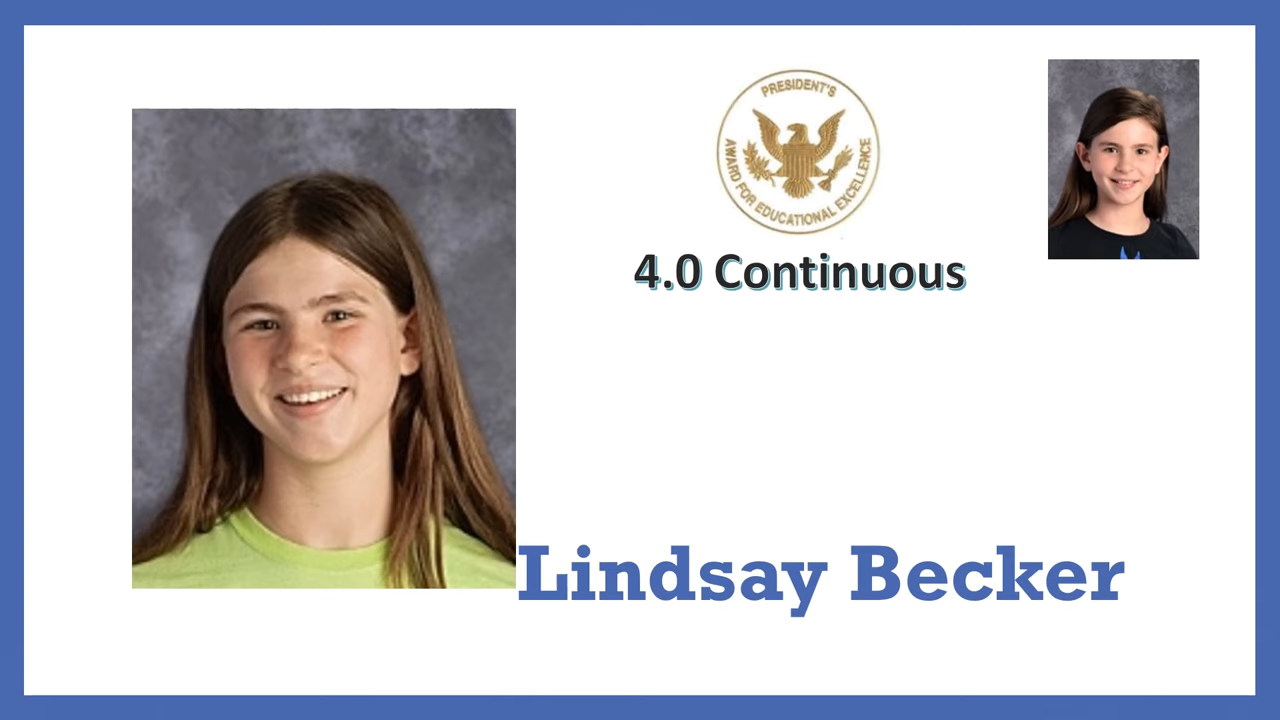 PRESIDENT'S
AWARD FOR EDUCATIONAL EXCELLENCE
4.0 Continuous
Lindsay Becker